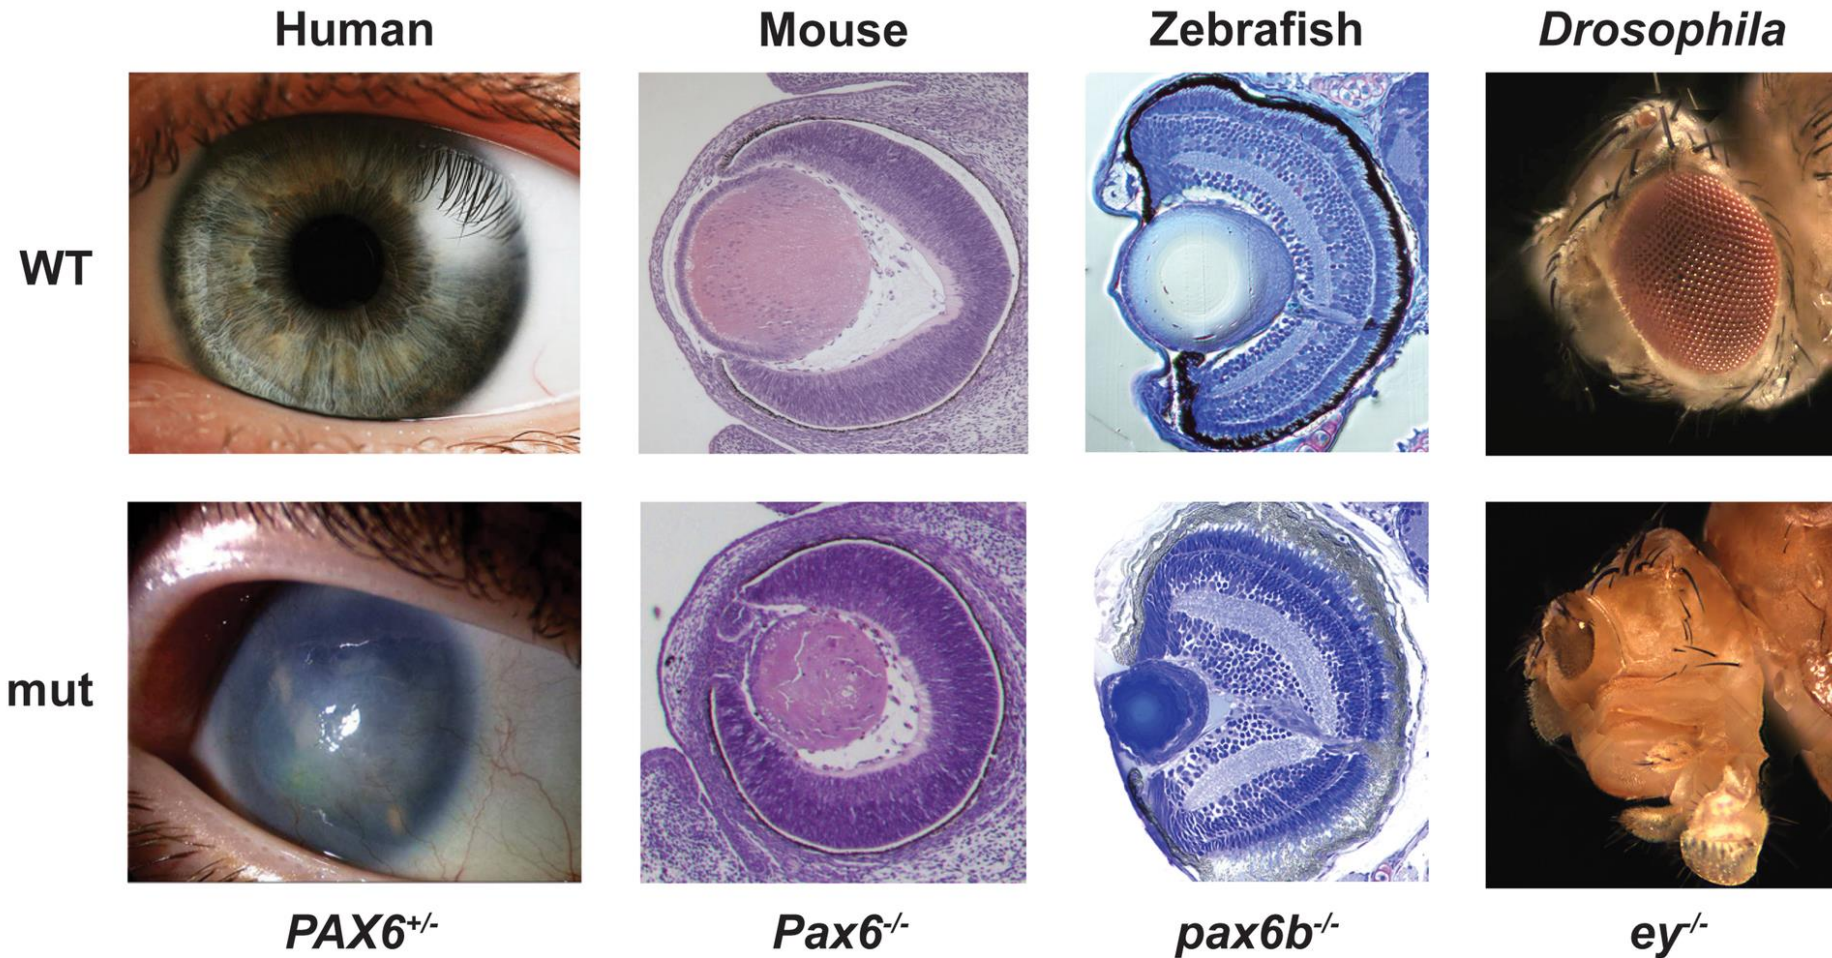 Human Mouse Zebrafish Drosophila
WT
mut
PAX6+/- Pax6-/- pax6b-/- ey-/-